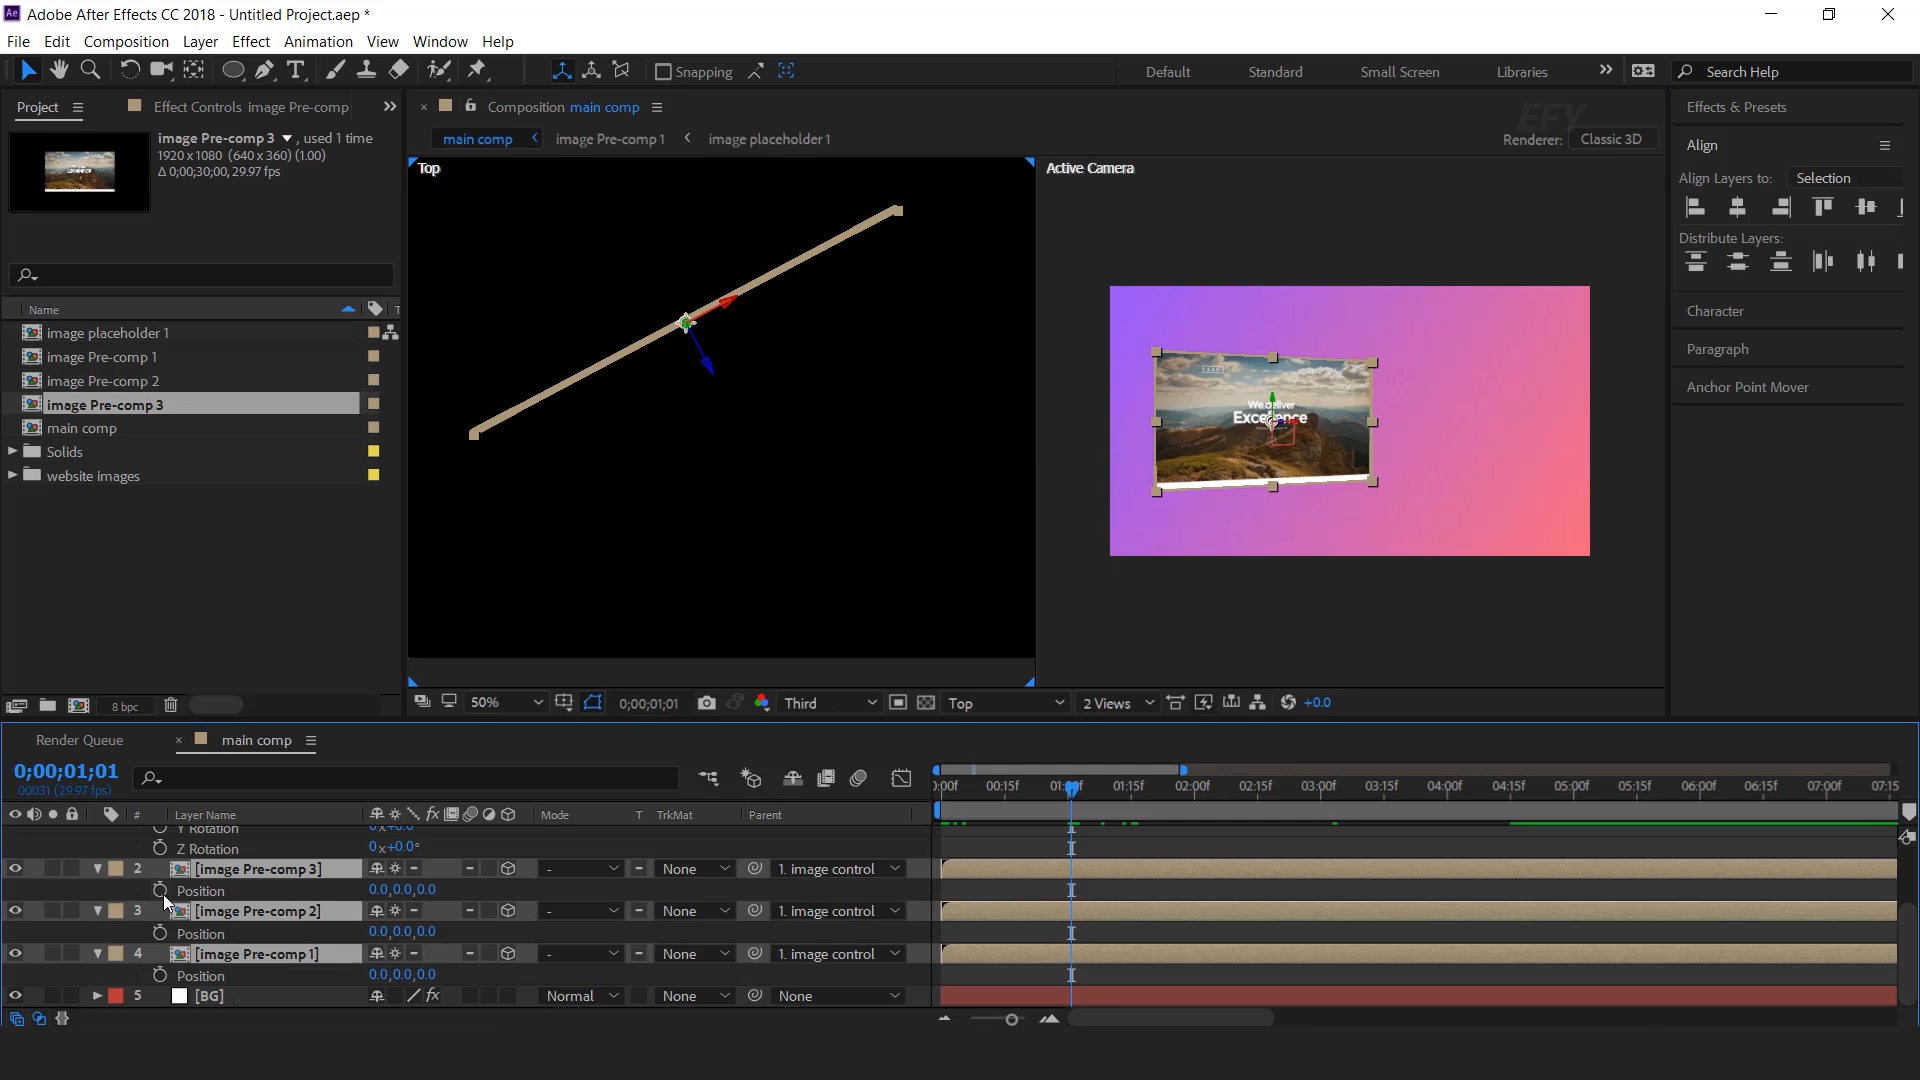 Adobe After Effects CC 2018 - Untitled Project.aep *
File Edit Composition Layer Effect Animation View Window Help
Snapping
Default Standard Small Screen Libraries
Search Help
Project
Effect Controls image Pre-comp
Composition main comp
Effects & Presets
EFY
image Pre-comp 3 , used 1 time
1920 x 1080 (640 x 360) (1.00)
Δ 0;00;30;00, 29.97 fps
main comp image Pre-comp 1 image placeholder 1
Renderer: Classic 3D
Align
Top
Active Camera
Align Layers to: Selection
Distribute Layers:
Name T
image placeholder 1
image Pre-comp 1
image Pre-comp 2
image Pre-comp 3
main comp
Solids
website images
Character
Paragraph
Anchor Point Mover
We deliver
Excellence
8 bpc
50% 0;00;01;01 Third Top 2 Views +0.0
Render Queue
main comp
0;00;01;01
00031 (29.97 fps)
):00f 00:15f 01:00f 01:15f 02:00f 02:15f 03:00f 03:15f 04:00f 04:15f 05:00f 05:15f 06:00f 06:15f 07:00f 07:15
# Layer Name fx Mode T TrkMat Parent
Y Rotation 0x+0.0°
Z Rotation 0x+0.0°
2 [image Pre-comp 3] - None 1. image control
Position 0.0,0.0,0.0
3 [image Pre-comp 2] - None 1. image control
Position 0.0,0.0,0.0
4 [image Pre-comp 1] - None 1. image control
Position 0.0,0.0,0.0
5 [BG] fx Normal None None